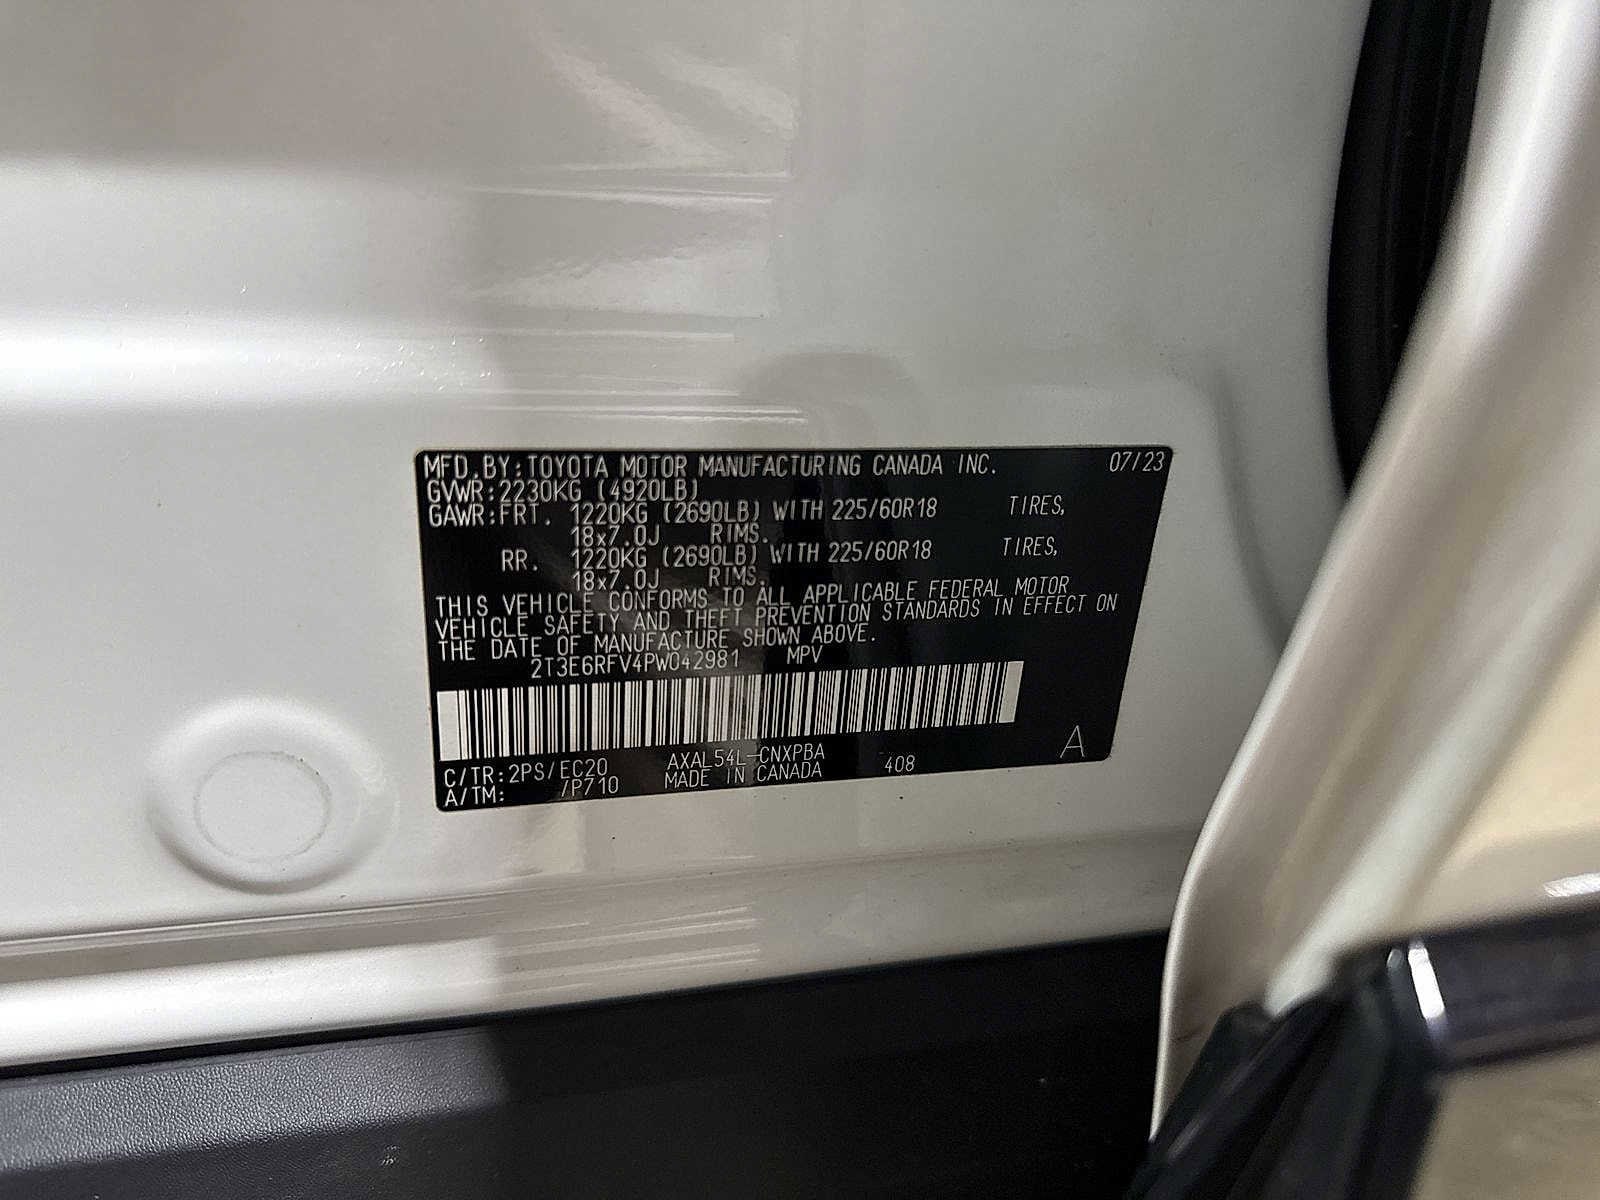 MFD.BY:TOYOTA MOTOR MANUFACTURING CANADA INC. 07/23
GVWR:2230KG (4920LB)
GAWR:FRT. 1220KG (2690LB) WITH 225/60R18 TIRES,
18x7.0J RIMS.
RR. 1220KG (2690LB) WITH 225/60R18 TIRES,
18x7.0J RIMS.
THIS VEHICLE CONFORMS TO ALL APPLICABLE FEDERAL MOTOR
VEHICLE SAFETY AND THEFT PREVENTION STANDARDS IN EFFECT ON
THE DATE OF MANUFACTURE SHOWN ABOVE.
2T3E6RFV4PW042981 MPV
A
C/TR:2PS/EC20 AXAL54L-CNXPBA 408
A/TM: /P710 MADE IN CANADA